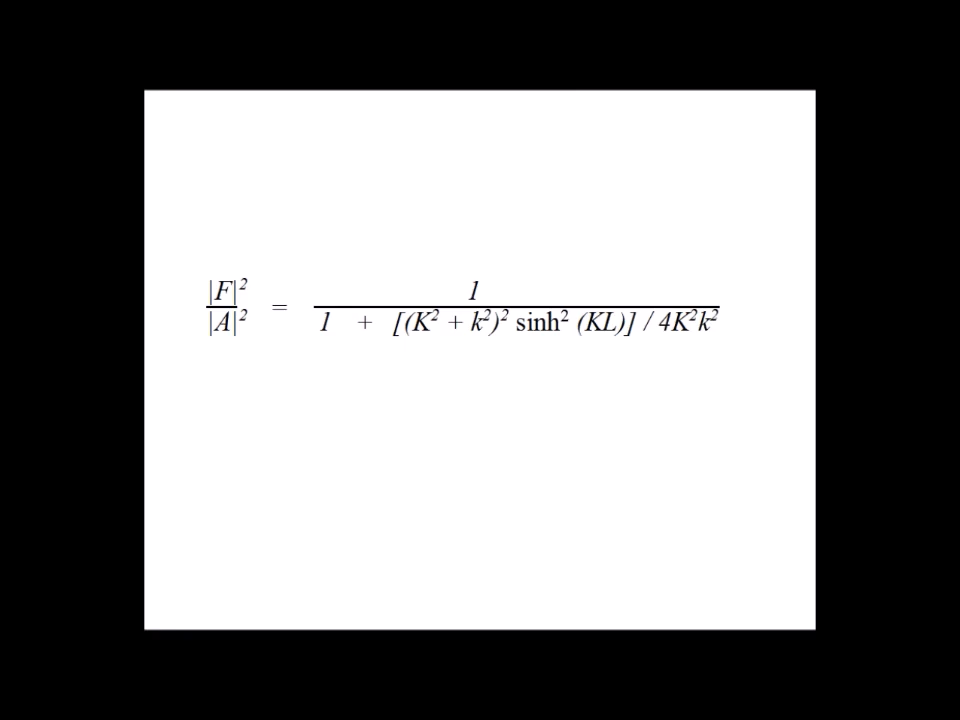 |F|² / |A|² = 1 / 1 + [(K² + k²)² sinh² (KL)] / 4K²k²